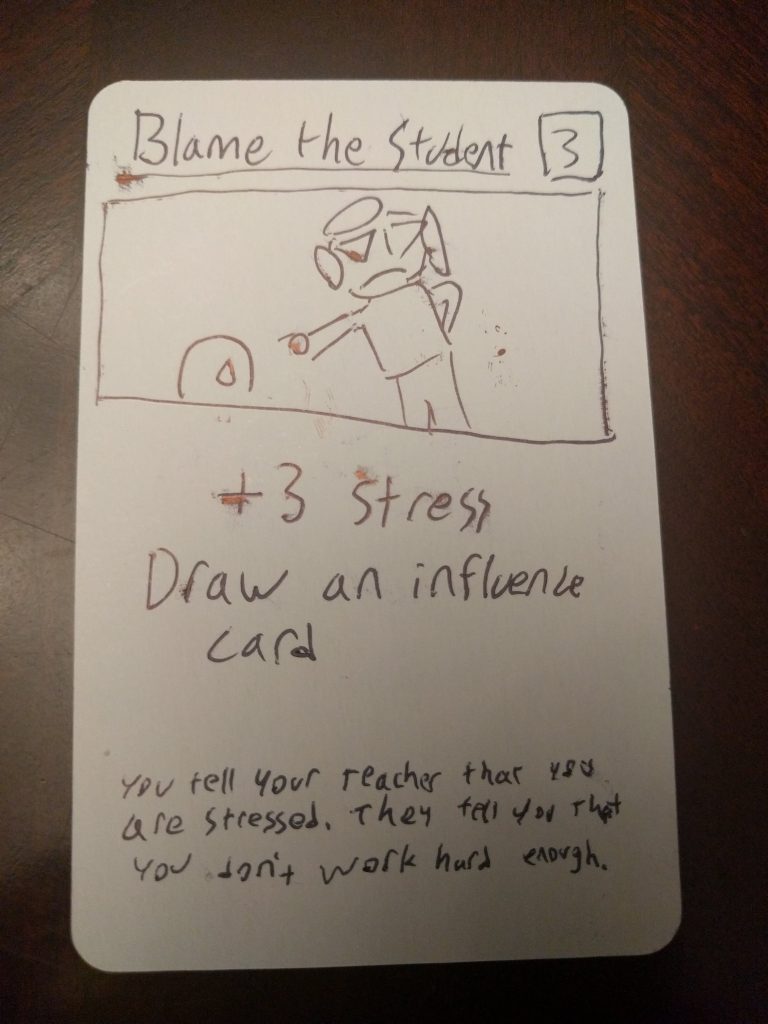 Blame the Student 3
+3 stress
Draw an influence
card
You tell your teacher that you
are stressed. They tell you that
you don't work hard enough.